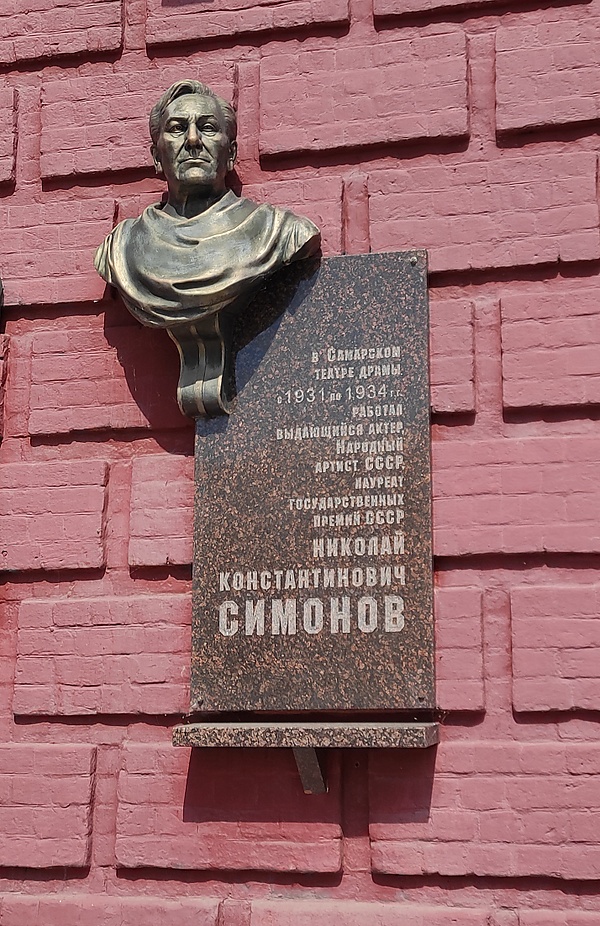 в Самарском
театре драмы
с 1931 по 1934 г.г.
работал
выдающийся актер,
Народный
артист СССР,
лауреат
государственных
премий СССР
НИКОЛАЙ
КОНСТАНТИНОВИЧ
СИМОНОВ